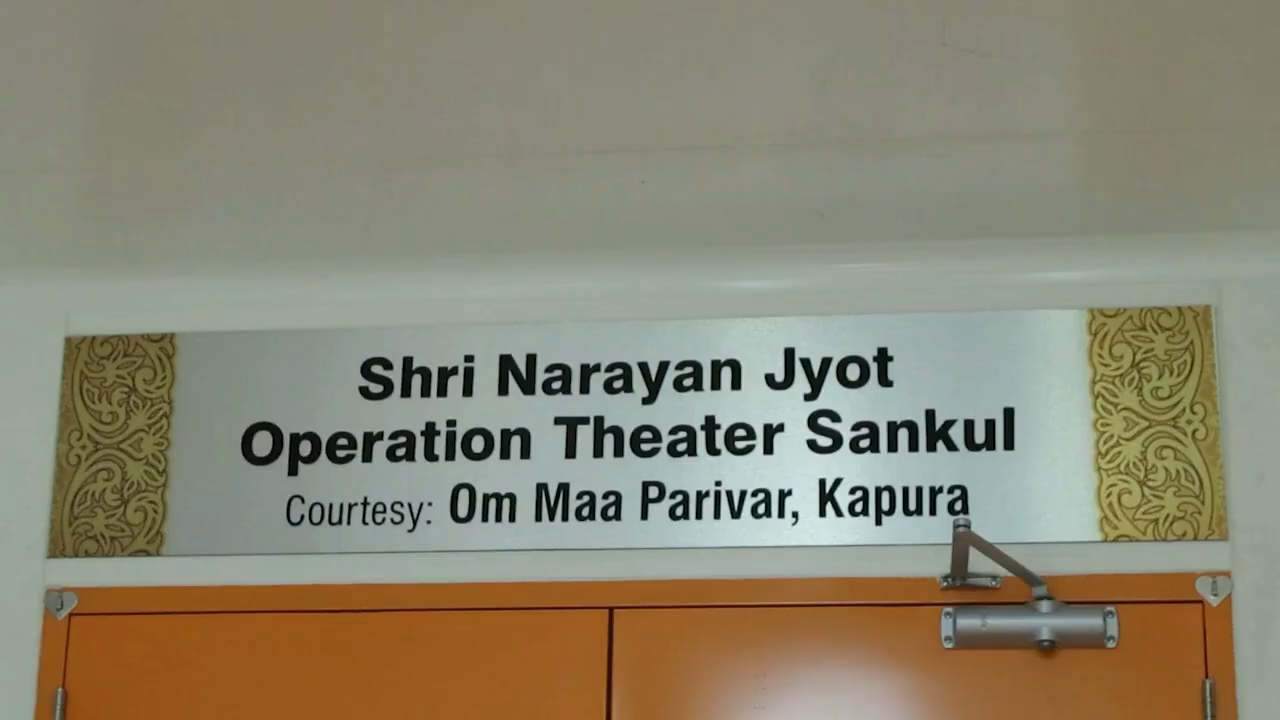 Shri Narayan Jyot
Operation Theater Sankul
Courtesy: Om Maa Parivar, Kapura